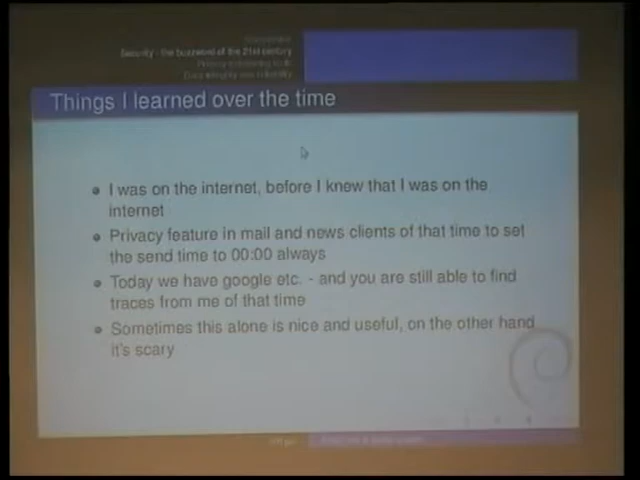 Security - the buzzword of the 21st century
Things I learned over the time
I was on the internet, before I knew that I was on the
internet
Privacy feature in mail and news clients of that time to set
the send time to 00:00 always
Today we have google etc. - and you are still able to find
traces from me of that time
Sometimes this alone is nice and useful, on the other hand
it's scary